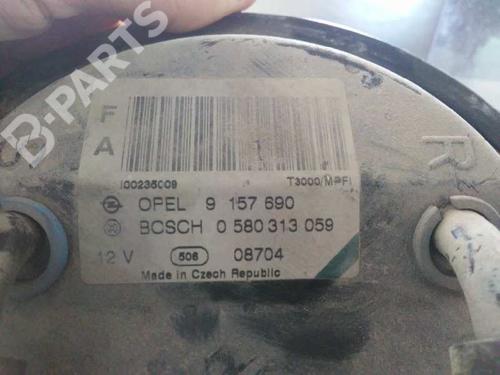 B-PARTS
F
A
R
I00235009 T3000/MPFI
OPEL 9 157 690
BOSCH 0 580 313 059
12 V 506 08704
Made in Czech Republic